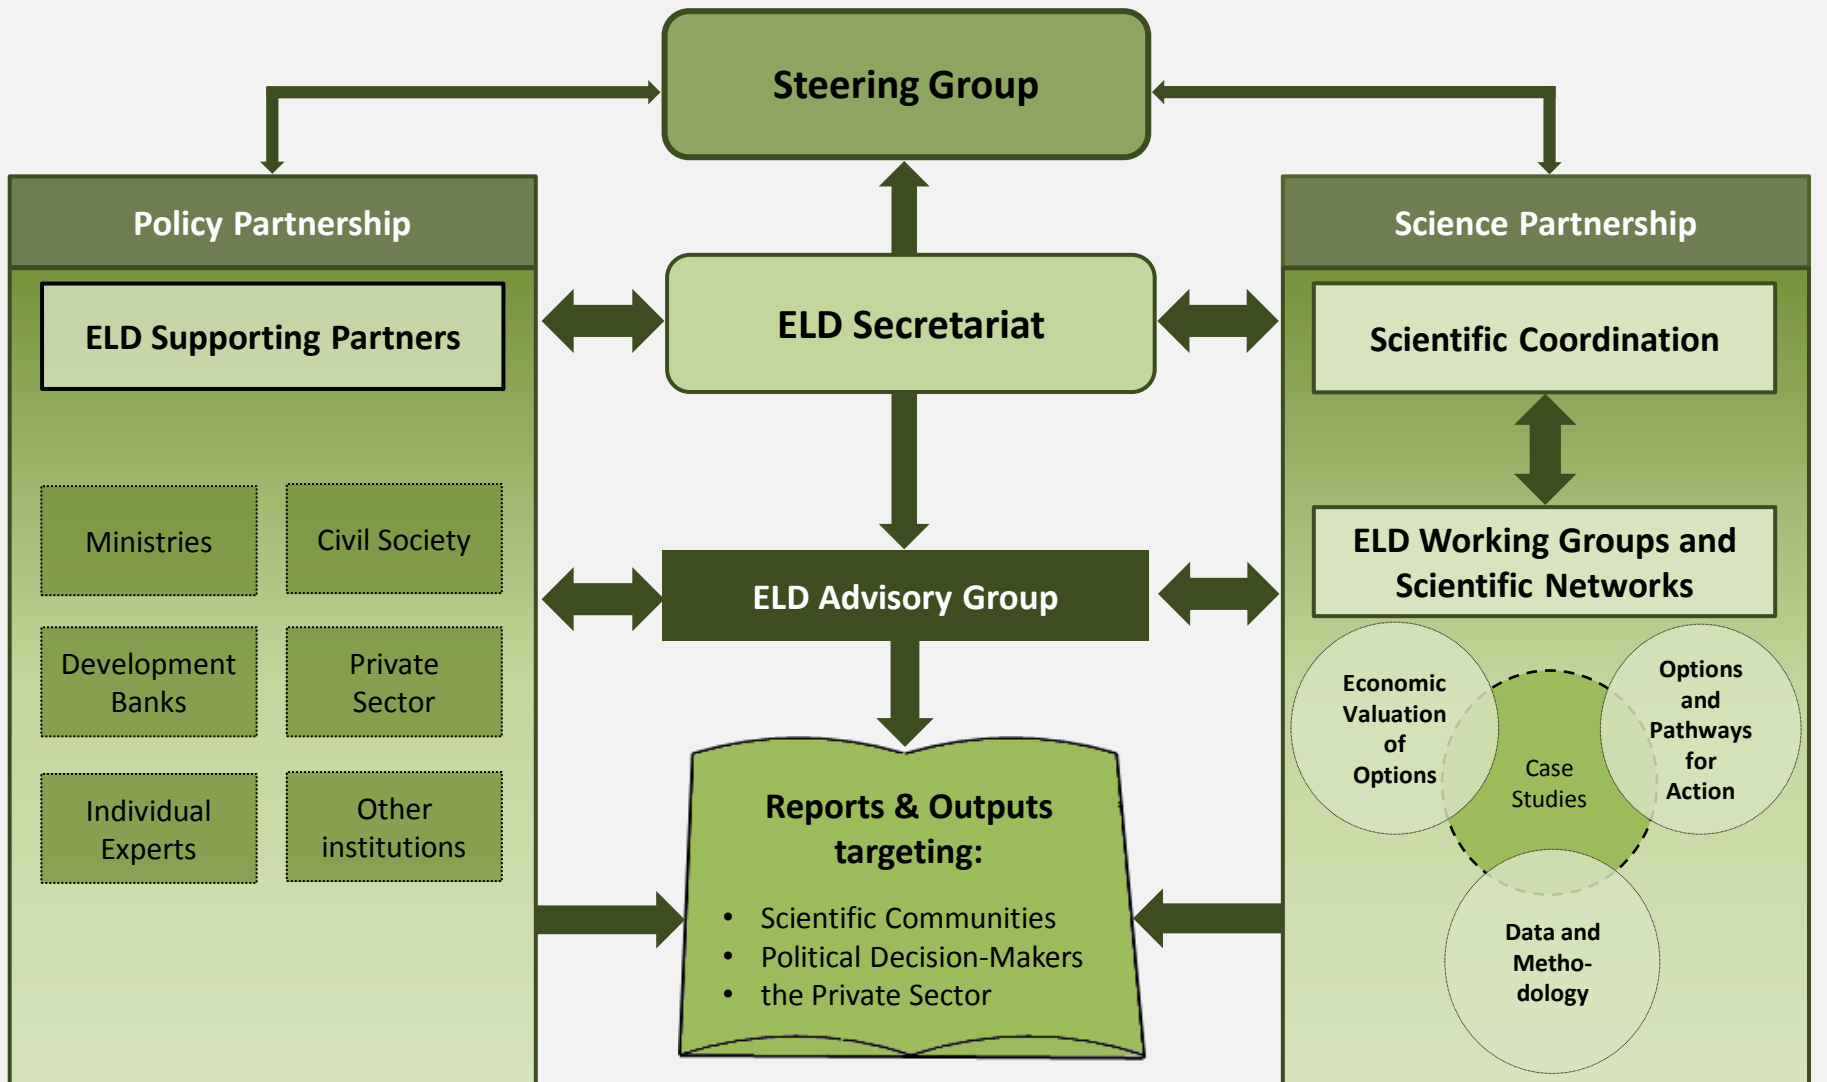 Steering Group
Policy Partnership
ELD Supporting Partners
Ministries
Civil Society
Development
Banks
Private
Sector
Individual
Experts
Other
institutions
ELD Secretariat
ELD Advisory Group
Reports & Outputs
targeting:
• Scientific Communities
• Political Decision-Makers
• the Private Sector
Science Partnership
Scientific Coordination
ELD Working Groups and
Scientific Networks
Economic
Valuation
of
Options
Options
and
Pathways
for
Action
Case
Studies
Data and
Metho-
dology